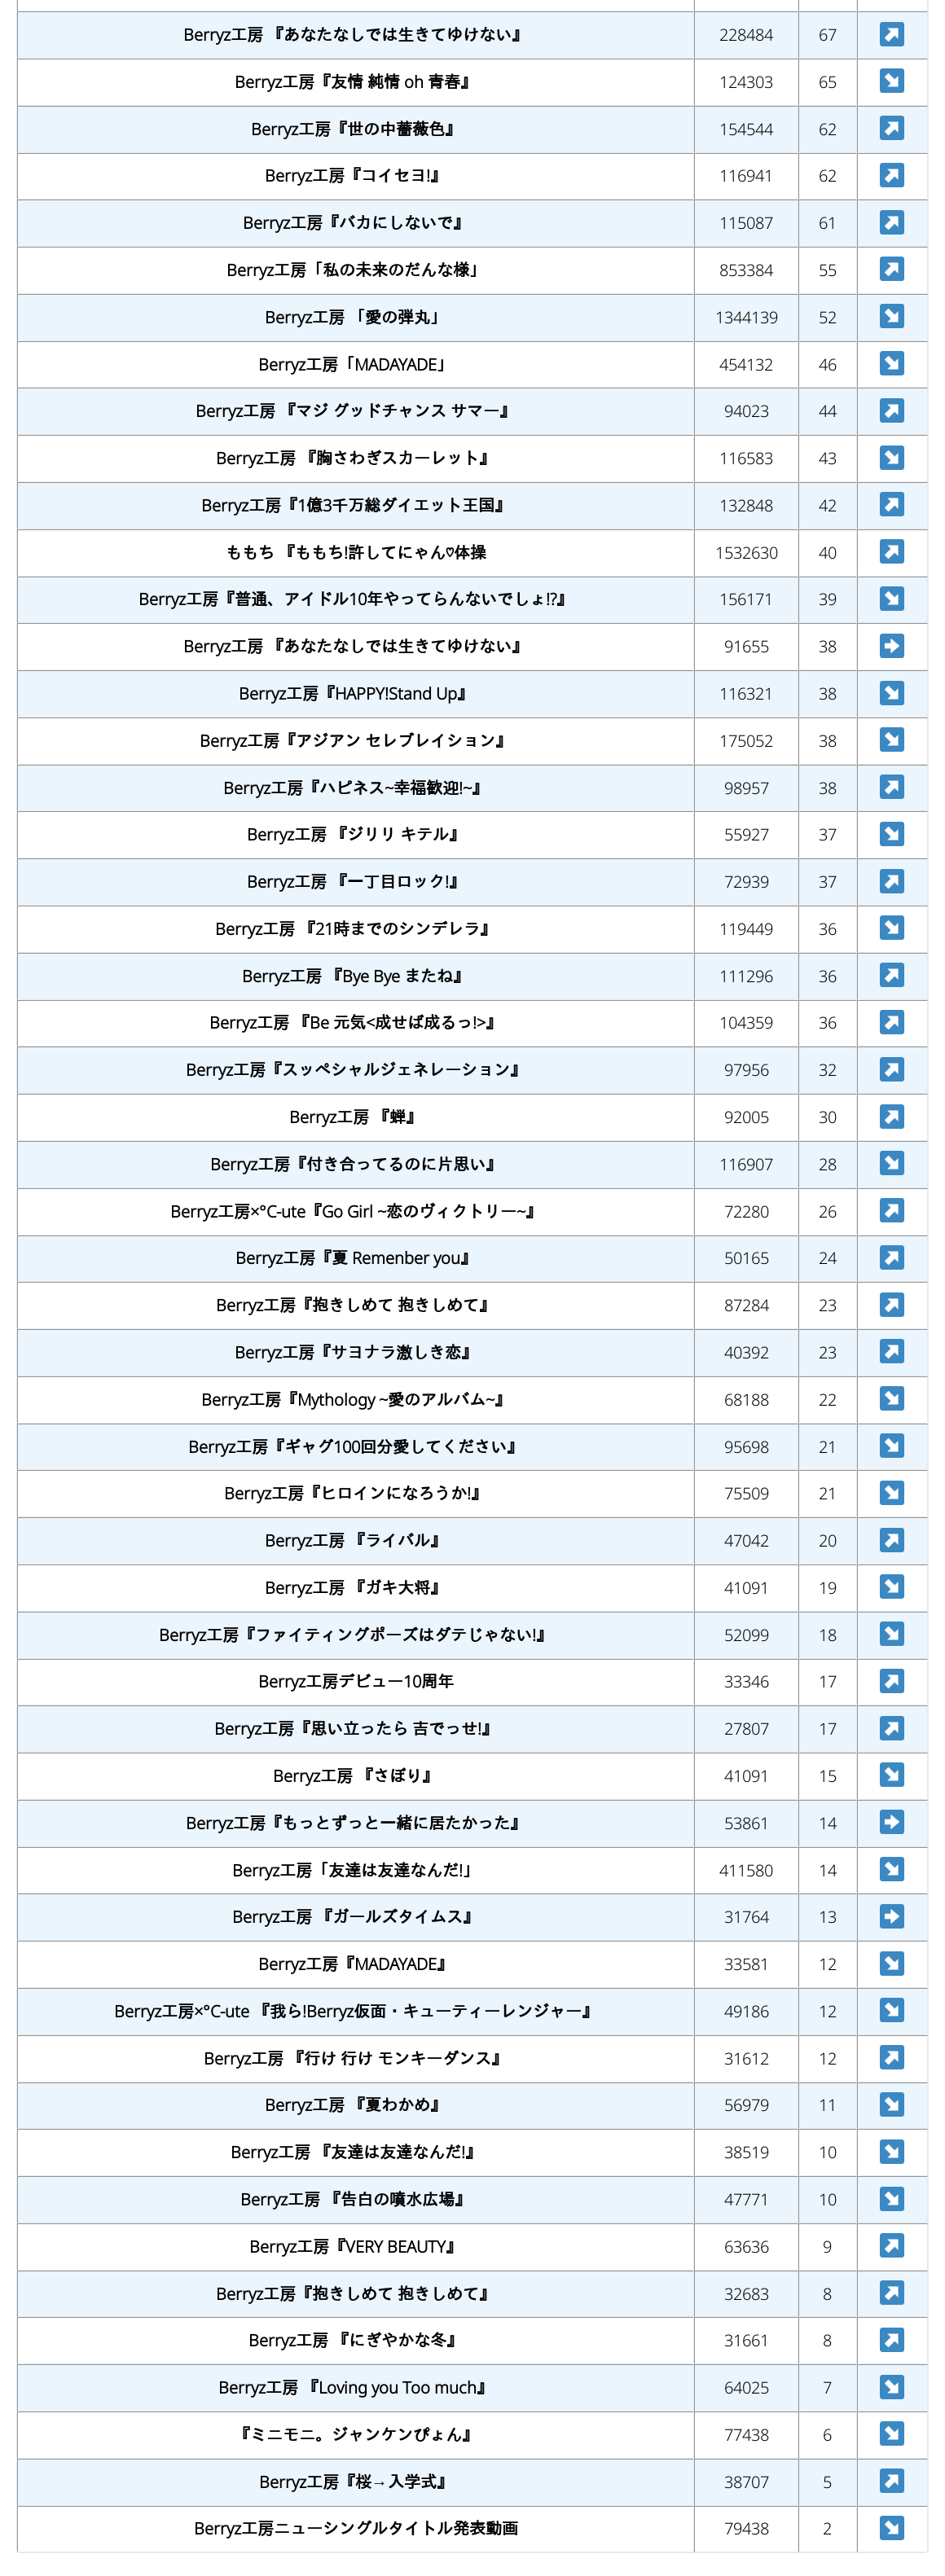 Berryz工房 『あなたなしでは生きてゆけない』 228484 67 ↗
Berryz工房『友情 純情 oh 青春』 124303 65 ↘
Berryz工房『世の中薔薇色』 154544 62 ↗
Berryz工房『コイセヨ!』 116941 62 ↗
Berryz工房『バカにしないで』 115087 61 ↗
Berryz工房「私の未来のだんな様」 853384 55 ↗
Berryz工房 「愛の弾丸」 1344139 52 ↘
Berryz工房「MADAYADE」 454132 46 ↘
Berryz工房 『マジ グッドチャンス サマー』 94023 44 ↗
Berryz工房 『胸さわぎスカーレット』 116583 43 ↘
Berryz工房『1億3千万総ダイエット王国』 132848 42 ↗
ももち 『ももち!許してにゃん♡体操 1532630 40 ↗
Berryz工房『普通、アイドル10年やってらんないでしょ!?』 156171 39 ↘
Berryz工房 『あなたなしでは生きてゆけない』 91655 38 ➡
Berryz工房『HAPPY!Stand Up』 116321 38 ↘
Berryz工房『アジアン セレブレイション』 175052 38 ↘
Berryz工房『ハピネス~幸福歓迎!~』 98957 38 ↗
Berryz工房 『ジリリ キテル』 55927 37 ↘
Berryz工房 『一丁目ロック!』 72939 37 ↗
Berryz工房 『21時までのシンデレラ』 119449 36 ↘
Berryz工房 『Bye Bye またね』 111296 36 ↗
Berryz工房 『Be 元気<成せば成るっ!>』 104359 36 ↗
Berryz工房『スッペシャルジェネレーション』 97956 32 ↗
Berryz工房 『蝉』 92005 30 ↗
Berryz工房『付き合ってるのに片思い』 116907 28 ↘
Berryz工房×°C-ute『Go Girl ~恋のヴィクトリー~』 72280 26 ↗
Berryz工房『夏 Remenber you』 50165 24 ↗
Berryz工房『抱きしめて 抱きしめて』 87284 23 ↗
Berryz工房『サヨナラ激しき恋』 40392 23 ↗
Berryz工房『Mythology ~愛のアルバム~』 68188 22 ↘
Berryz工房『ギャグ100回分愛してください』 95698 21 ↘
Berryz工房『ヒロインになろうか!』 75509 21 ↘
Berryz工房 『ライバル』 47042 20 ↗
Berryz工房 『ガキ大将』 41091 19 ↘
Berryz工房『ファイティングポーズはダテじゃない!』 52099 18 ↘
Berryz工房デビュー10周年 33346 17 ↗
Berryz工房『思い立ったら 吉でっせ!』 27807 17 ↗
Berryz工房 『さぼり』 41091 15 ↘
Berryz工房『もっとずっと一緒に居たかった』 53861 14 ➡
Berryz工房「友達は友達なんだ!」 411580 14 ↘
Berryz工房 『ガールズタイムス』 31764 13 ➡
Berryz工房『MADAYADE』 33581 12 ↘
Berryz工房×°C-ute 『我ら!Berryz仮面・キューティーレンジャー』 49186 12 ↘
Berryz工房 『行け 行け モンキーダンス』 31612 12 ↗
Berryz工房 『夏わかめ』 56979 11 ↘
Berryz工房 『友達は友達なんだ!』 38519 10 ↘
Berryz工房 『告白の噴水広場』 47771 10 ↘
Berryz工房『VERY BEAUTY』 63636 9 ↗
Berryz工房『抱きしめて 抱きしめて』 32683 8 ↗
Berryz工房 『にぎやかな冬』 31661 8 ↗
Berryz工房 『Loving you Too much』 64025 7 ↘
『ミニモニ。ジャンケンぴょん』 77438 6 ↘
Berryz工房『桜→入学式』 38707 5 ↗
Berryz工房ニューシングルタイトル発表動画 79438 2 ↘